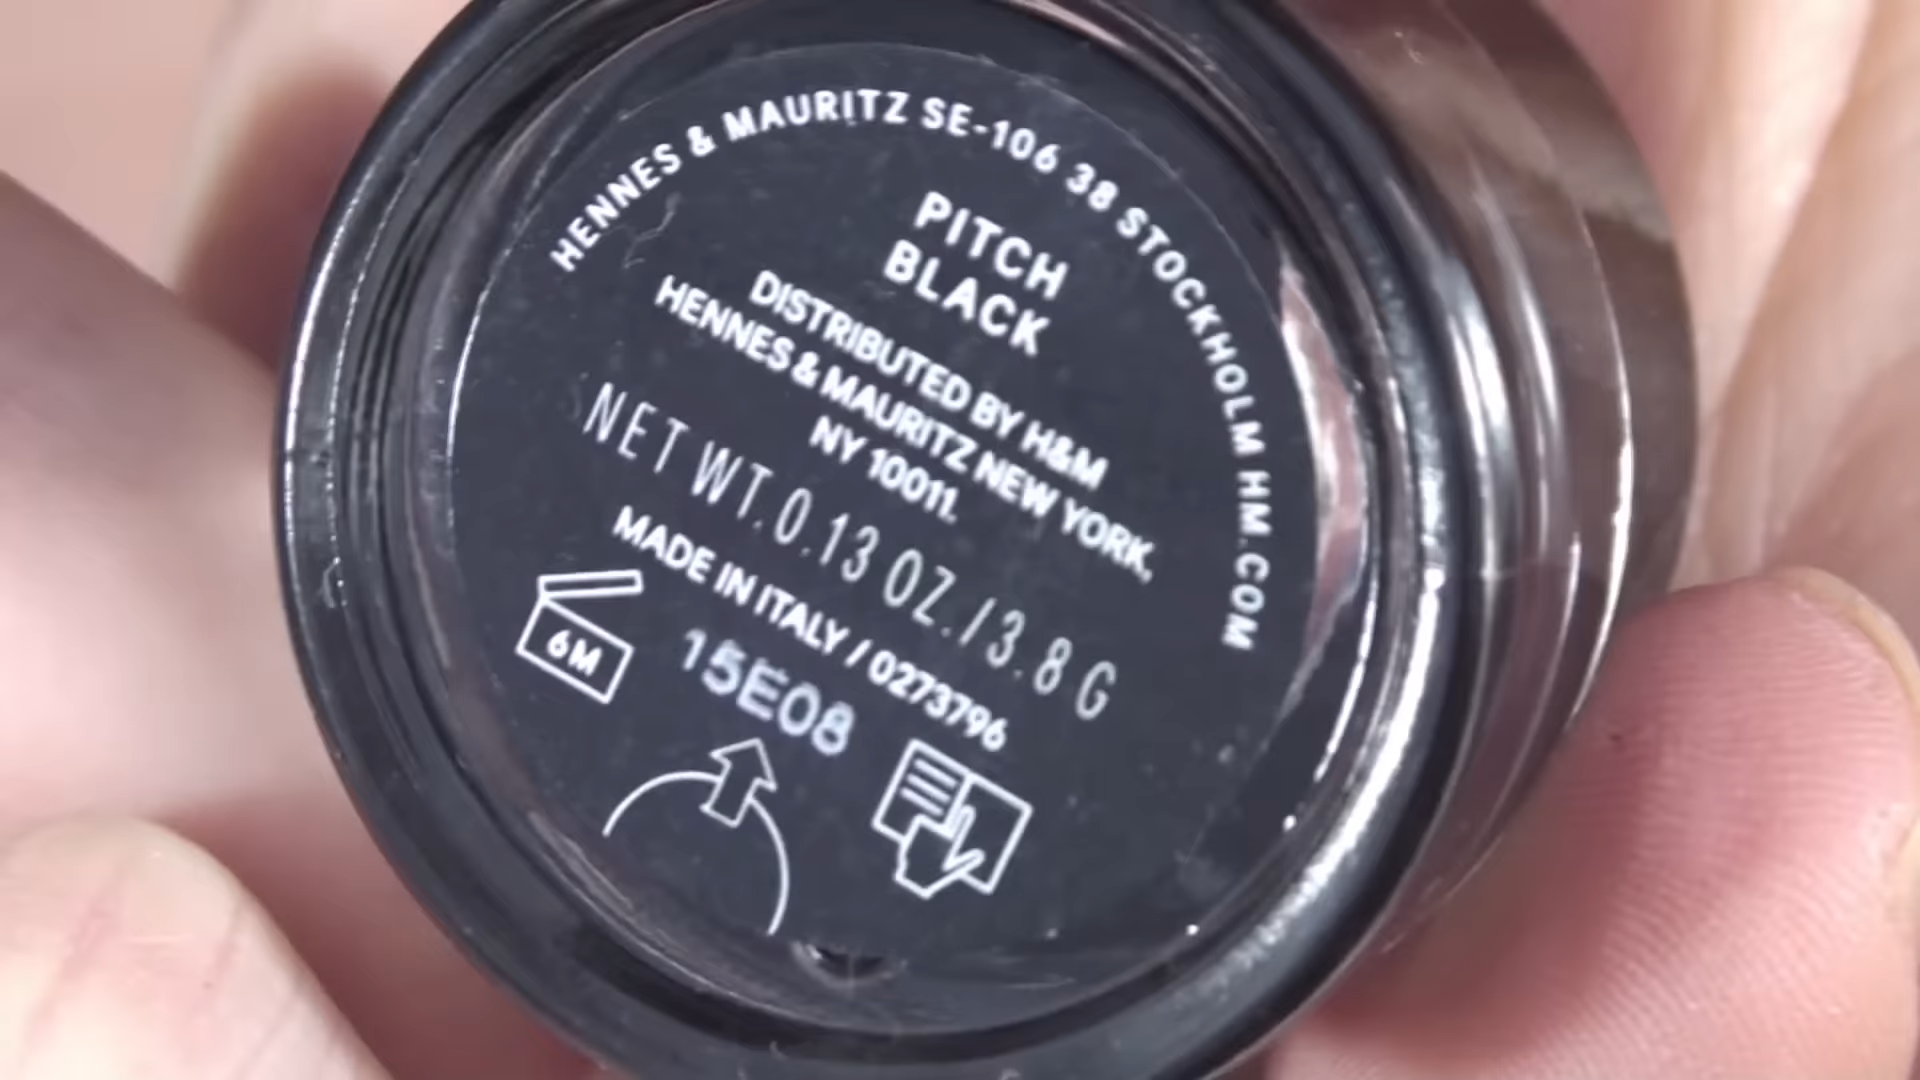 HENNES & MAURITZ SE-106 38 STOCKHOLM HM.COM
PITCH
BLACK
DISTRIBUTED BY H&M
HENNES & MAURITZ NEW YORK,
NY 10011.
NET WT. 0.13 OZ. / 3.8 G
MADE IN ITALY / 0273796
6M
15E08